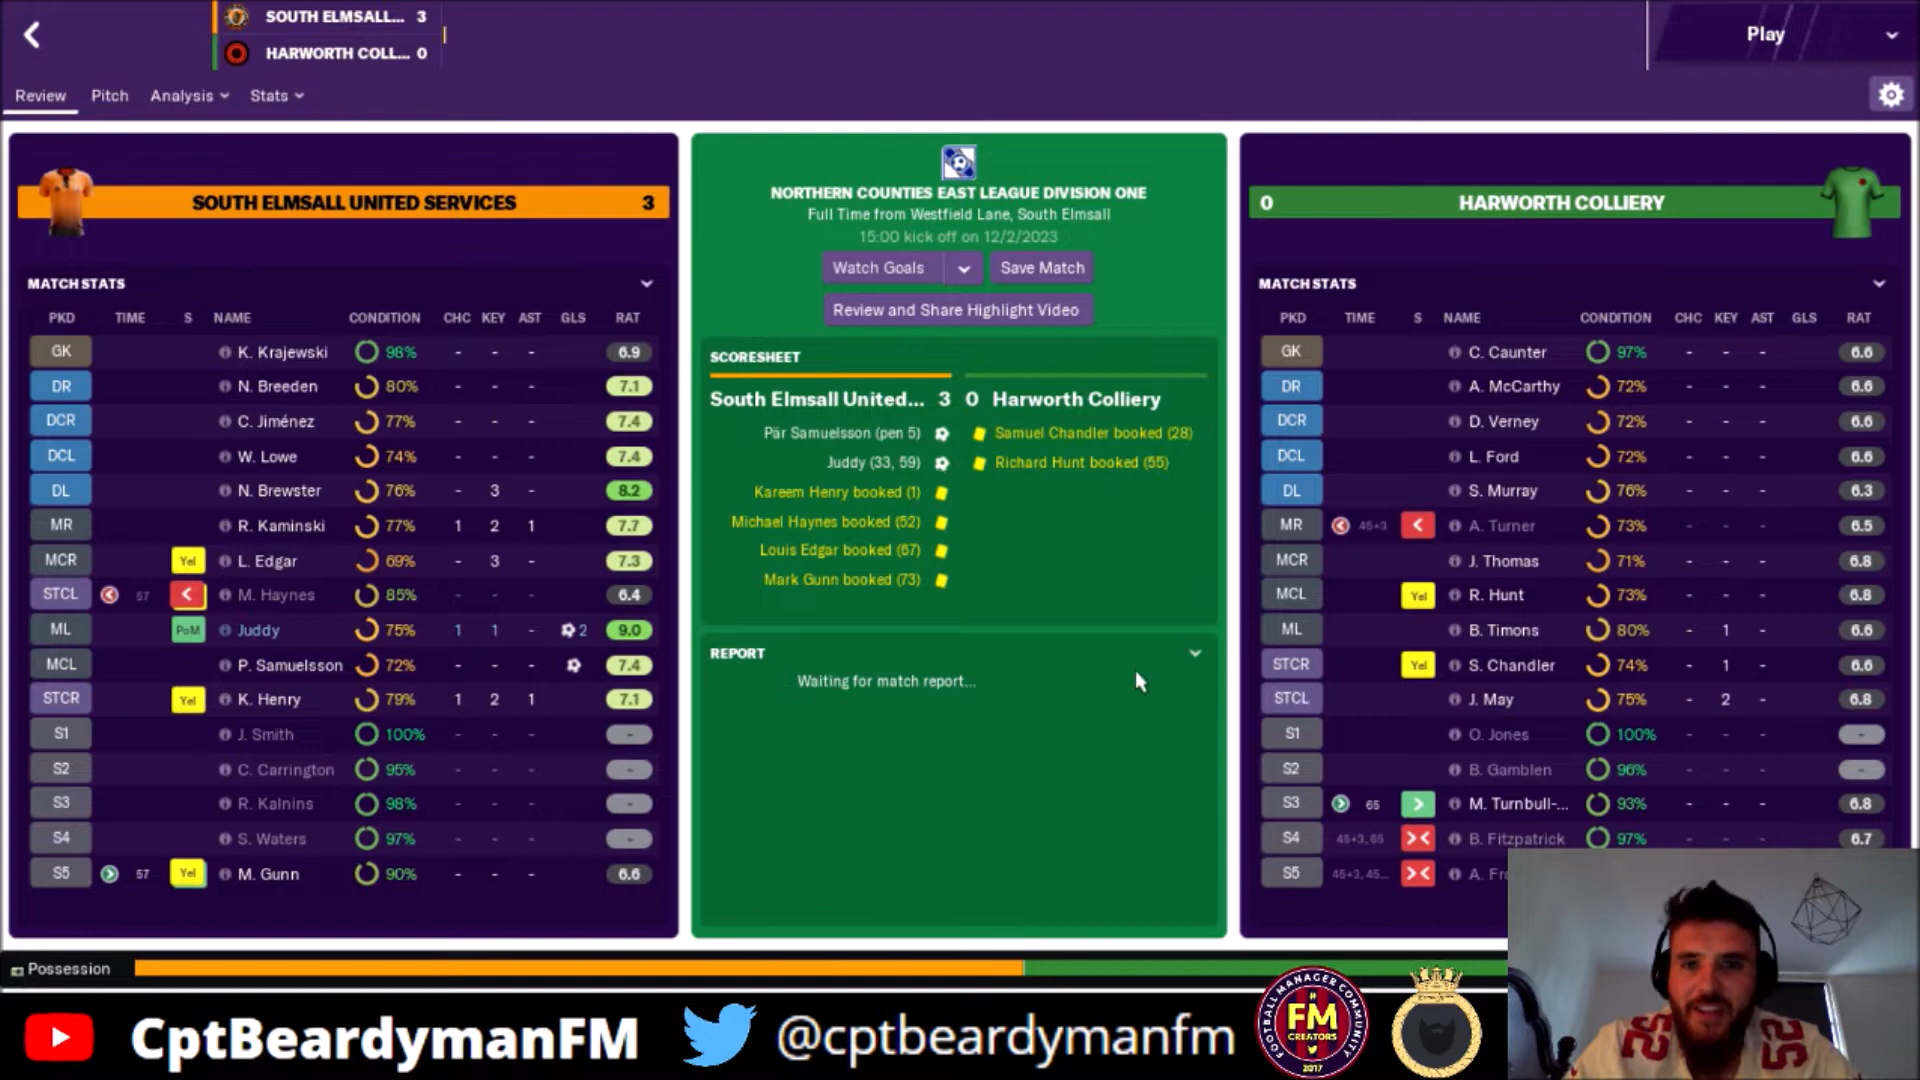 SOUTH ELMSALL... 3
HARWORTH COLL... 0
Play
Review Pitch Analysis Stats
SOUTH ELMSALL UNITED SERVICES 3
MATCH STATS
PKD TIME S NAME CONDITION CHC KEY AST GLS RAT
GK K. Krajewski 98% - - - 6.9
DR N. Breeden 80% - - - 7.1
DCR C. Jiménez 77% - - - 7.4
DCL W. Lowe 74% - - - 7.4
DL N. Brewster 76% - 3 - 8.2
MR R. Kaminski 77% 1 2 1 7.7
MCR Yel L. Edgar 69% - 3 - 7.3
STCL 57 M. Haynes 85% - - - 6.4
ML PoM Juddy 75% 1 1 - 2 9.0
MCL P. Samuelsson 72% - - - 7.4
STCR Yel K. Henry 79% 1 2 1 7.1
S1 J. Smith 100% - - - -
S2 C. Carrington 95% - - - -
S3 R. Kalnins 98% - - - -
S4 S. Waters 97% - - - -
S5 57 Yel M. Gunn 90% - - - 6.6
NORTHERN COUNTIES EAST LEAGUE DIVISION ONE
Full Time from Westfield Lane, South Elmsall
15:00 kick off on 12/2/2023
Watch Goals Save Match
Review and Share Highlight Video
SCORESHEET
South Elmsall United... 3 0 Harworth Colliery
Pär Samuelsson (pen 5) Samuel Chandler booked (28)
Juddy (33, 59) Richard Hunt booked (55)
Kareem Henry booked (1)
Michael Haynes booked (52)
Louis Edgar booked (67)
Mark Gunn booked (73)
REPORT
Waiting for match report...
0 HARWORTH COLLIERY
MATCH STATS
PKD TIME S NAME CONDITION CHC KEY AST GLS RAT
GK C. Caunter 97% - - - 6.6
DR A. McCarthy 72% - - - 6.6
DCR D. Verney 72% - - - 6.6
DCL L. Ford 72% - - - 6.6
DL S. Murray 76% - - - 6.3
MR 45+3 A. Turner 73% - - - 6.5
MCR J. Thomas 71% - - - 6.8
MCL Yel R. Hunt 73% - - - 6.8
ML B. Timons 80% - 1 - 6.6
STCR Yel S. Chandler 74% - 1 - 6.6
STCL J. May 75% - 2 - 6.8
S1 O. Jones 100% - - - -
S2 B. Gamblen 96% - - - -
S3 65 M. Turnbull-... 93% - - - 6.8
S4 45+3, 65 B. Fitzpatrick 97% - - - 6.7
S5 45+3, 45... A. Fr
Possession
CptBeardymanFM @cptbeardymanfm
FOOTBALL MANAGER COMMUNITY
#
FM
CREATORS
2017